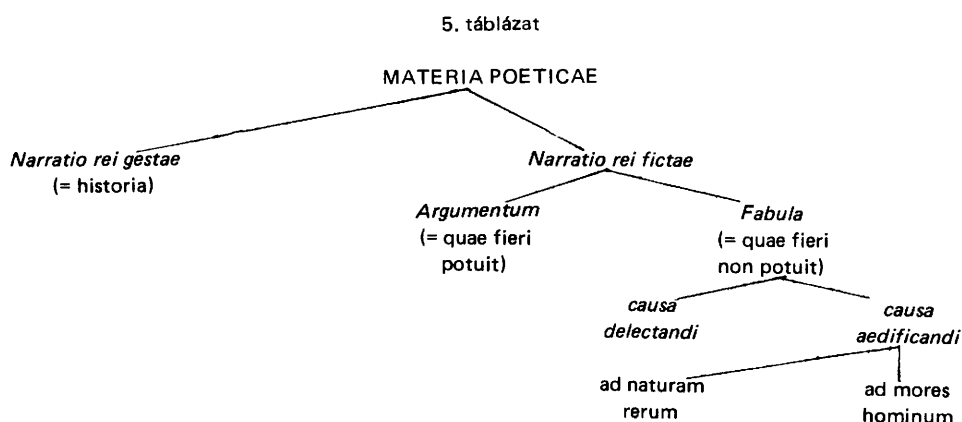 5. táblázat
MATERIA POETICAE
Narratio rei gestae
(= historia)
Narratio rei fictae
Argumentum
(= quae fieri
potuit)
Fabula
(= quae fieri
non potuit)
causa
delectandi
causa
aedificandi
ad naturam
rerum
ad mores
hominum